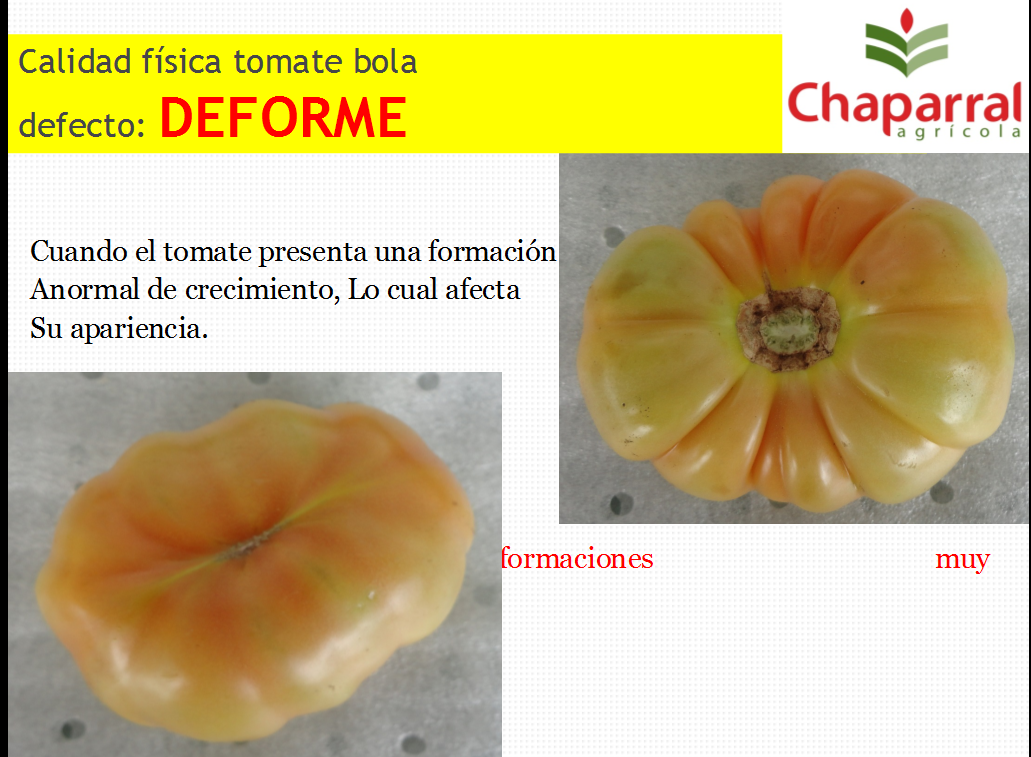 Calidad física tomate bola
defecto: DEFORME
Chaparral
agrícola
Cuando el tomate presenta una formación
Anormal de crecimiento, Lo cual afecta
Su apariencia.
formaciones muy